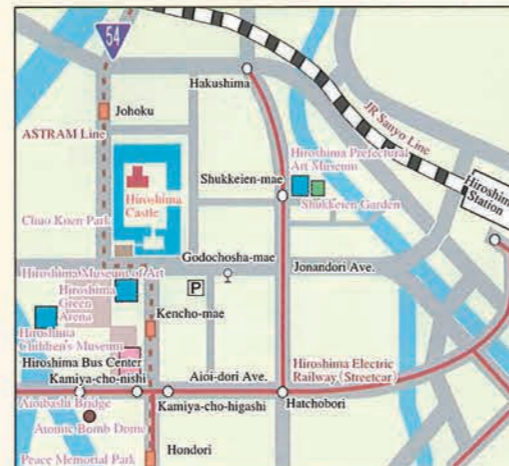 54
Hakushima
Johoku
ASTRAM Line
JR Sanyo Line
Hiroshima Prefectural
Art Museum
Shukkeien-mae
Hiroshima
Station
Hiroshima
Castle
Shukkeien Garden
Chuo Koen Park
Godochosha-mae
Hiroshima Museum of Art
Jonandori Ave.
Hiroshima
Green
Arena
P
Kencho-mae
Hiroshima
Children's Museum
Hiroshima Bus Center
Aioi-dori Ave.
Hiroshima Electric
Railway (Streetcar)
Kamiya-cho-nishi
Kamiya-cho-higashi
Hatchobori
Aioibashi Bridge
Atomic Bomb Dome
Peace Memorial Park
Hondori